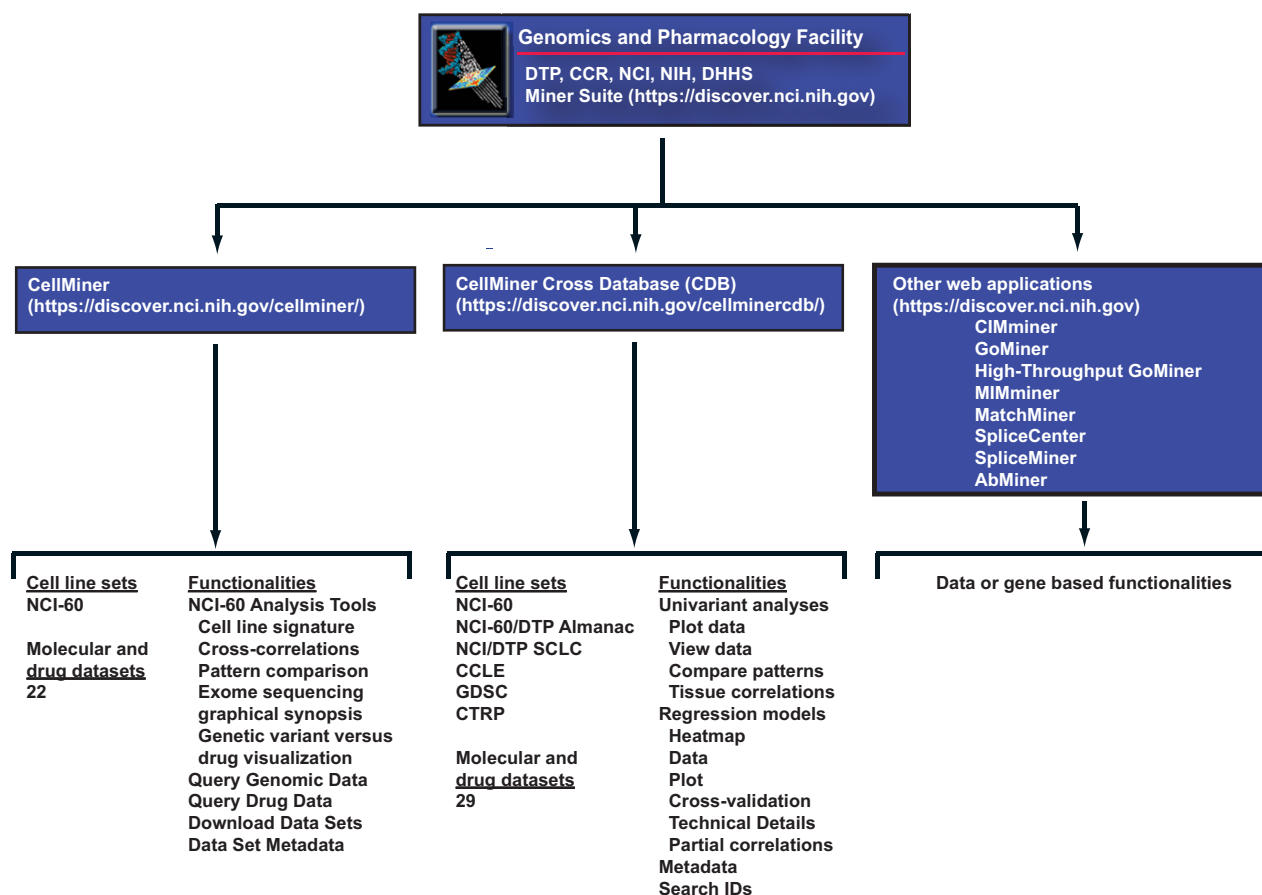 Genomics and Pharmacology Facility
DTP, CCR, NCI, NIH, DHHS
Miner Suite (https://discover.nci.nih.gov)
CellMiner
(https://discover.nci.nih.gov/cellminer/)
CellMiner Cross Database (CDB)
(https://discover.nci.nih.gov/cellminercdb/)
Other web applications
(https://discover.nci.nih.gov)
CIMminer
GoMiner
High-Throughput GoMiner
MIMminer
MatchMiner
SpliceCenter
SpliceMiner
AbMiner
Cell line sets
NCI-60
Molecular and
drug datasets
22
Functionalities
NCI-60 Analysis Tools
Cell line signature
Cross-correlations
Pattern comparison
Exome sequencing
graphical synopsis
Genetic variant versus
drug visualization
Query Genomic Data
Query Drug Data
Download Data Sets
Data Set Metadata
Cell line sets
NCI-60
NCI-60/DTP Almanac
NCI/DTP SCLC
CCLE
GDSC
CTRP
Molecular and
drug datasets
29
Functionalities
Univariant analyses
Plot data
View data
Compare patterns
Tissue correlations
Regression models
Heatmap
Data
Plot
Cross-validation
Technical Details
Partial correlations
Metadata
Search IDs
Data or gene based functionalities